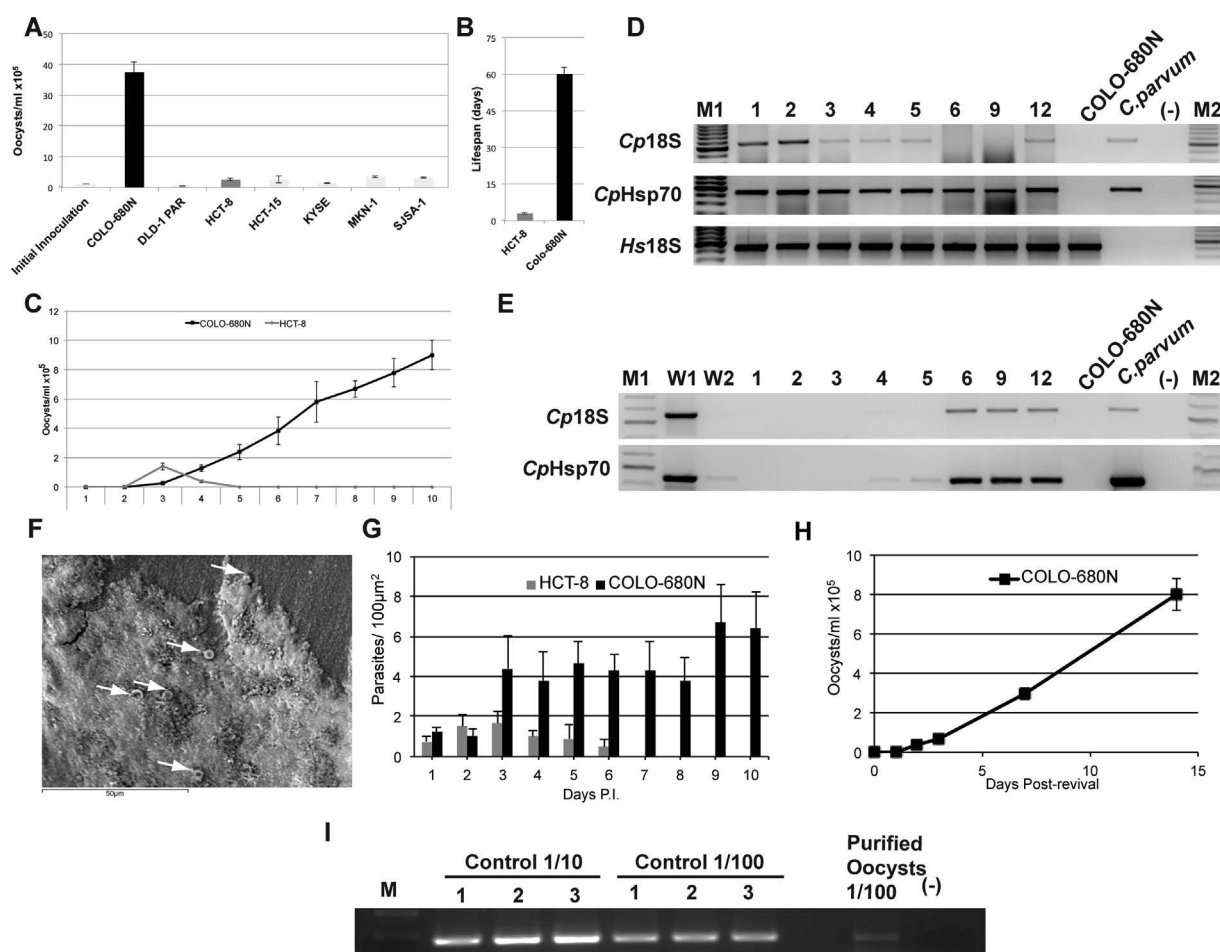 A
Oocysts/ml x10⁵
50
40
30
20
10
0
Initial Innoculation
COLO-680N
DLD-1 PAR
HCT-8
HCT-15
KYSE
MKN-1
SJSA-1
B
Lifespan (days)
75
60
45
30
15
0
HCT-8
Colo-680N
C
Oocysts/ml x10⁵
12
10
8
6
4
2
0
COLO-680N
HCT-8
1 2 3 4 5 6 7 8 9 10
D
M1 1 2 3 4 5 6 9 12 COLO-680N C.parvum (-) M2
Cp18S
CpHsp70
Hs18S
E
M1 W1 W2 1 2 3 4 5 6 9 12 COLO-680N C.parvum (-) M2
Cp18S
CpHsp70
F
50µm
G
Parasites/ 100µm²
10
8
6
4
2
0
HCT-8 COLO-680N
1 2 3 4 5 6 7 8 9 10
Days P.I.
H
Oocysts/ml x10⁵
10
8
6
4
2
0
COLO-680N
0 5 10 15
Days Post-revival
I
M
Control 1/10
1 2 3
Control 1/100
1 2 3
Purified
Oocysts
1/100
(-)